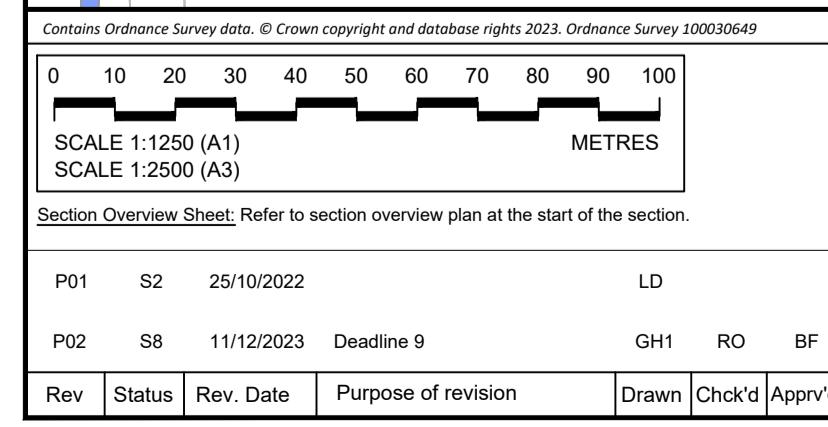 Contains Ordnance Survey data. © Crown copyright and database rights 2023. Ordnance Survey 100030649
0 10 20 30 40 50 60 70 80 90 100
SCALE 1:1250 (A1) METRES
SCALE 1:2500 (A3)
Section Overview Sheet: Refer to section overview plan at the start of the section.
P01 S2 25/10/2022 LD
P02 S8 11/12/2023 Deadline 9 GH1 RO BF
Rev Status Rev. Date Purpose of revision Drawn Chck'd Apprv'